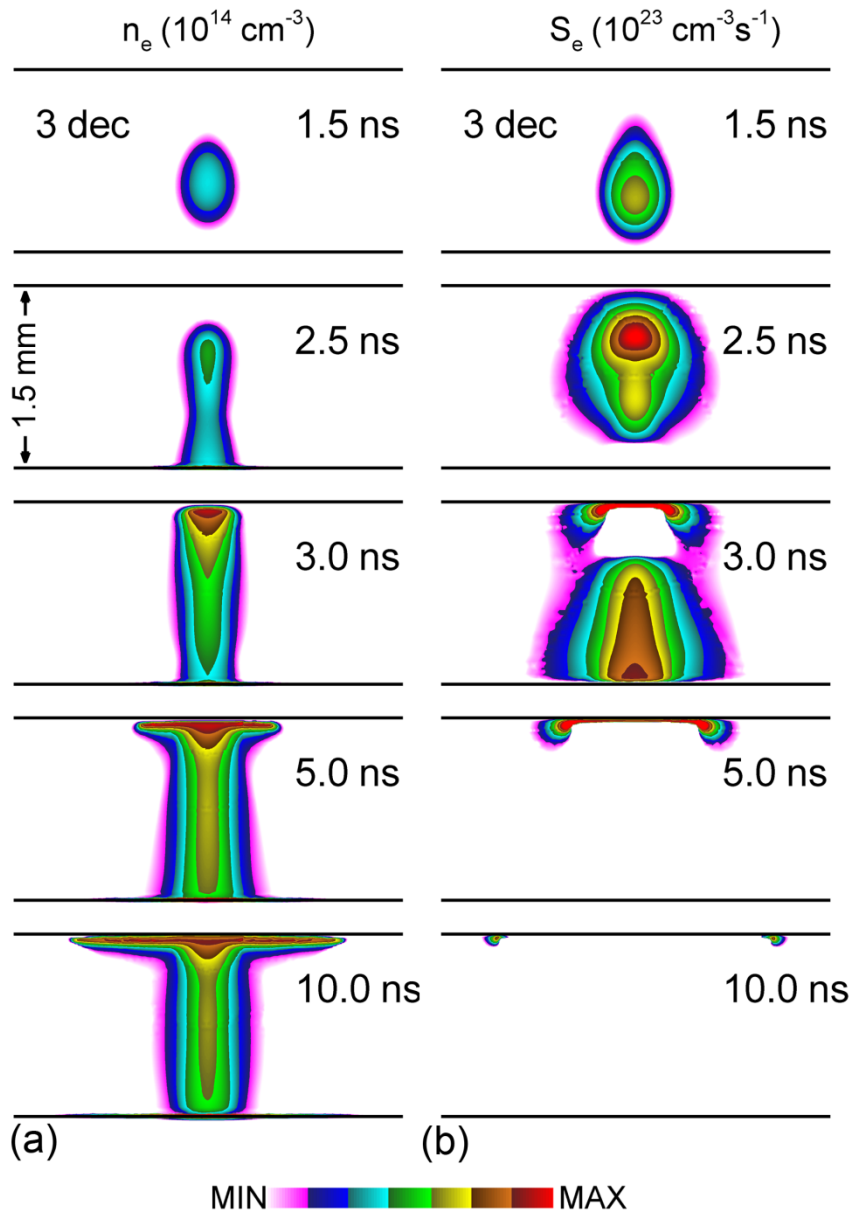 nₑ (10¹⁴ cm⁻³) Sₑ (10²³ cm⁻³s⁻¹)
3 dec 1.5 ns 3 dec 1.5 ns
1.5 mm
2.5 ns 2.5 ns
3.0 ns 3.0 ns
5.0 ns 5.0 ns
10.0 ns 10.0 ns
(a) (b)
MIN MAX